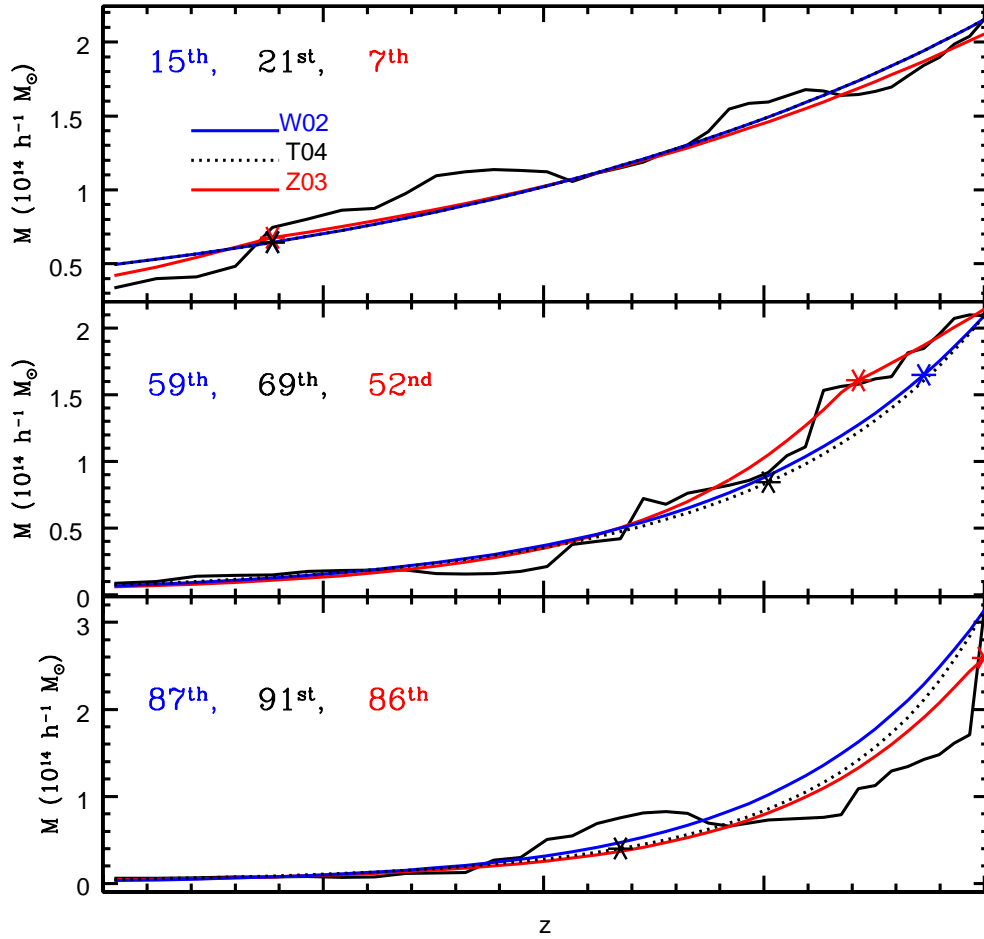 2
15th, 21st, 7th
1.5
W02
T04
Z03
1
0.5
M (10¹⁴ h⁻¹ M☉)
2
59th, 69th, 52nd
1.5
1
0.5
0
M (10¹⁴ h⁻¹ M☉)
3
87th, 91st, 86th
2
1
0
M (10¹⁴ h⁻¹ M☉)
z